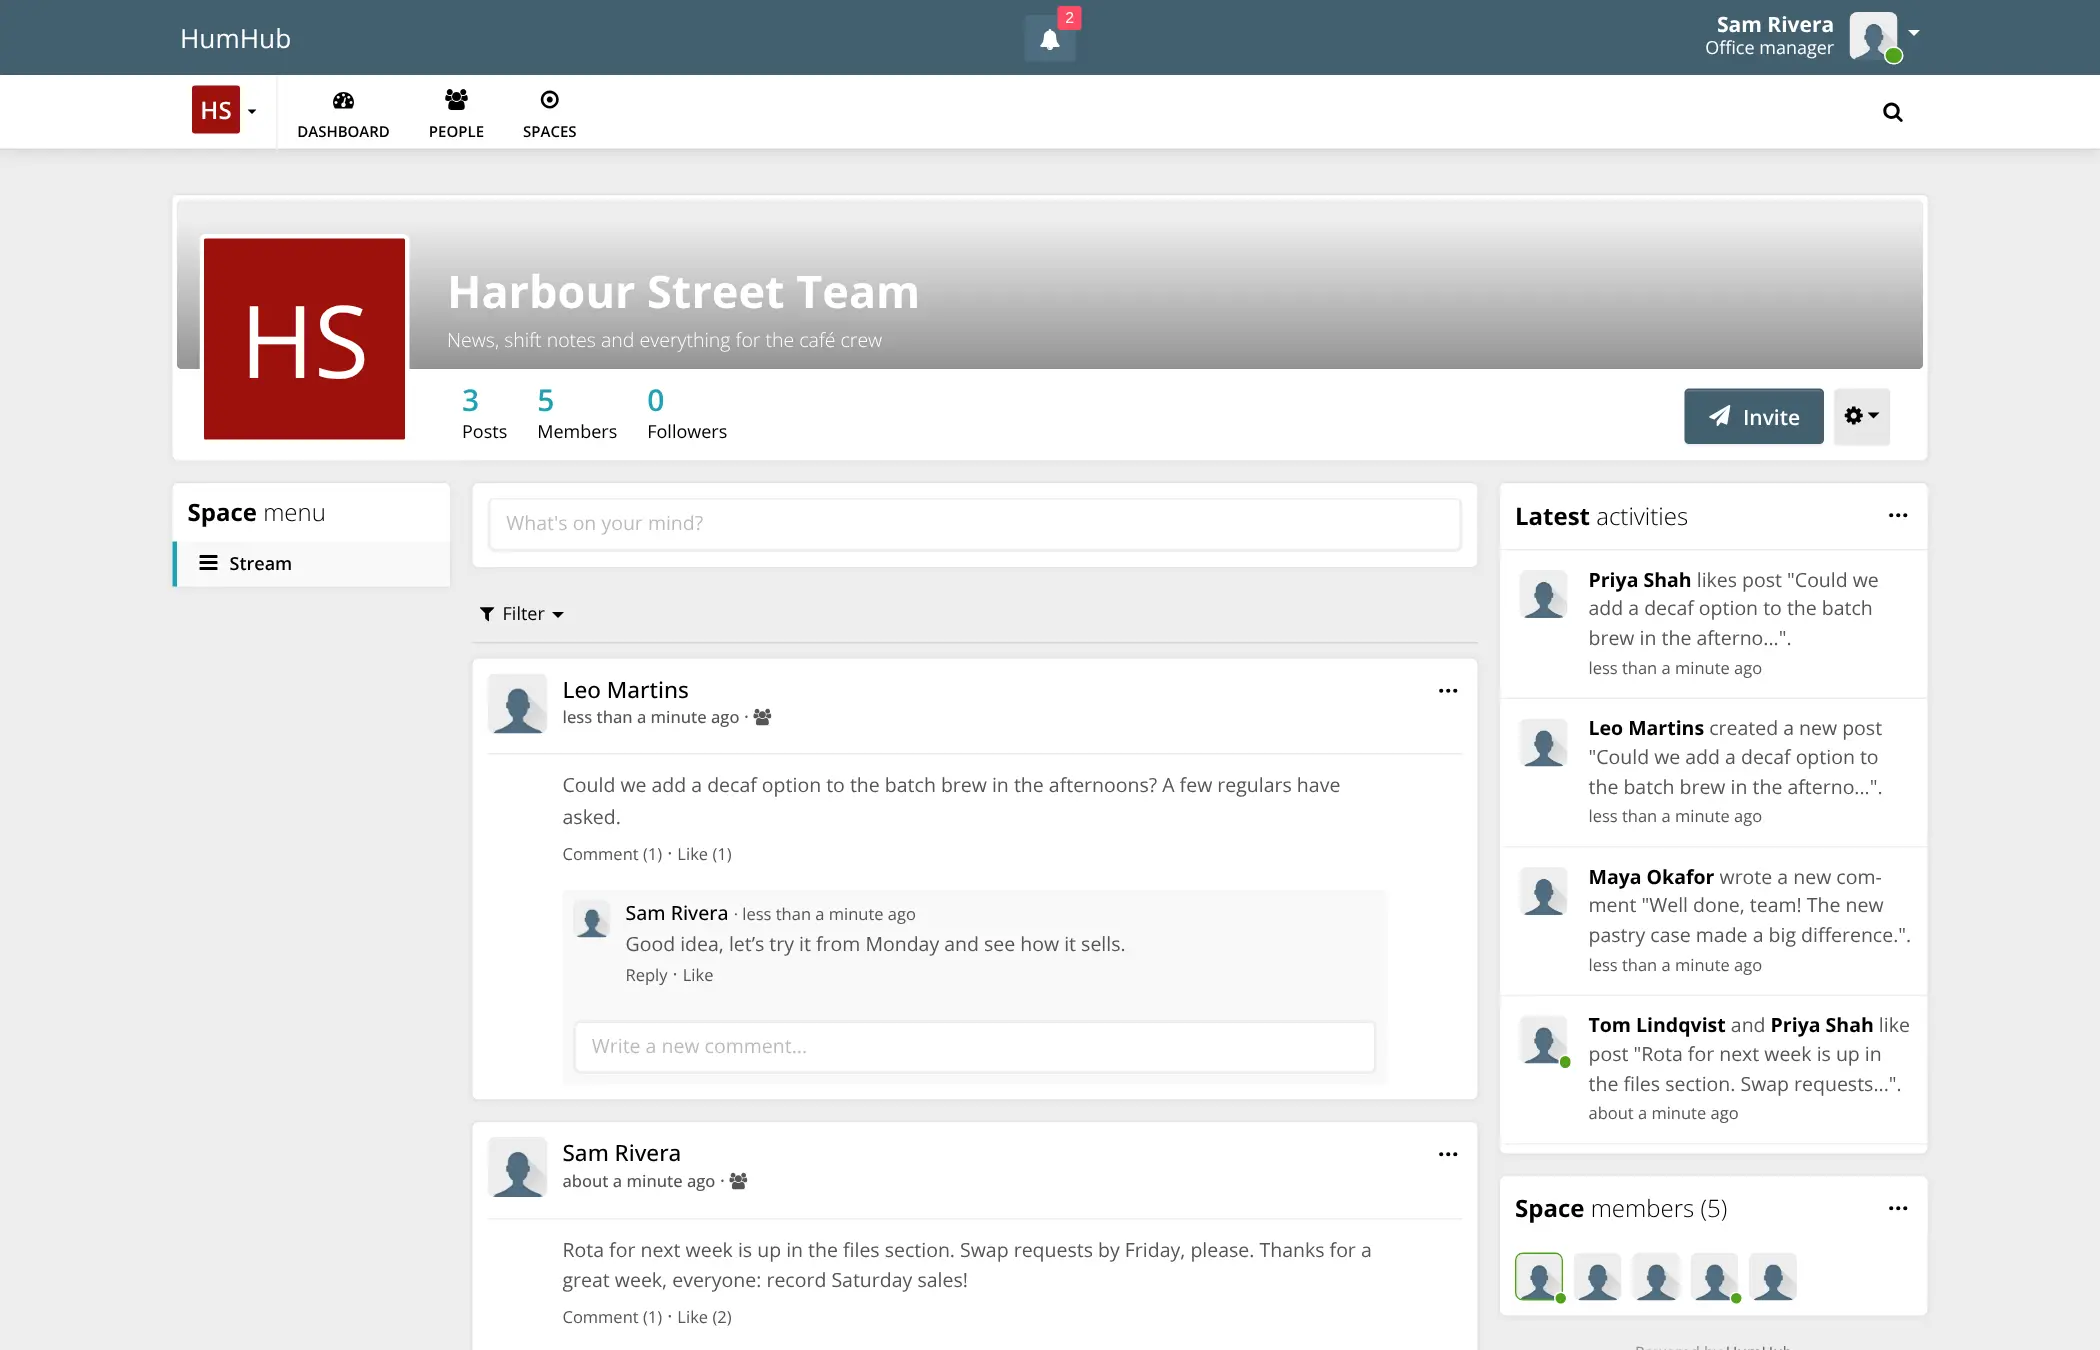 HumHub
2
Sam Rivera
Office manager
HS
DASHBOARD
PEOPLE
SPACES
HS
Harbour Street Team
News, shift notes and everything for the café crew
3
Posts
5
Members
0
Followers
Invite
Space menu
Stream
What's on your mind?
Filter
Leo Martins
less than a minute ago ·
Could we add a decaf option to the batch brew in the afternoons? A few regulars have
asked.
Comment (1) · Like (1)
Sam Rivera · less than a minute ago
Good idea, let’s try it from Monday and see how it sells.
Reply · Like
Write a new comment...
Sam Rivera
about a minute ago ·
Rota for next week is up in the files section. Swap requests by Friday, please. Thanks for a
great week, everyone: record Saturday sales!
Comment (1) · Like (2)
Latest activities
Priya Shah likes post "Could we
add a decaf option to the batch
brew in the afterno...".
less than a minute ago
Leo Martins created a new post
"Could we add a decaf option to
the batch brew in the afterno...".
less than a minute ago
Maya Okafor wrote a new com-
ment "Well done, team! The new
pastry case made a big difference.".
less than a minute ago
Tom Lindqvist and Priya Shah like
post "Rota for next week is up in
the files section. Swap requests...".
about a minute ago
Space members (5)
Powered by HumHub